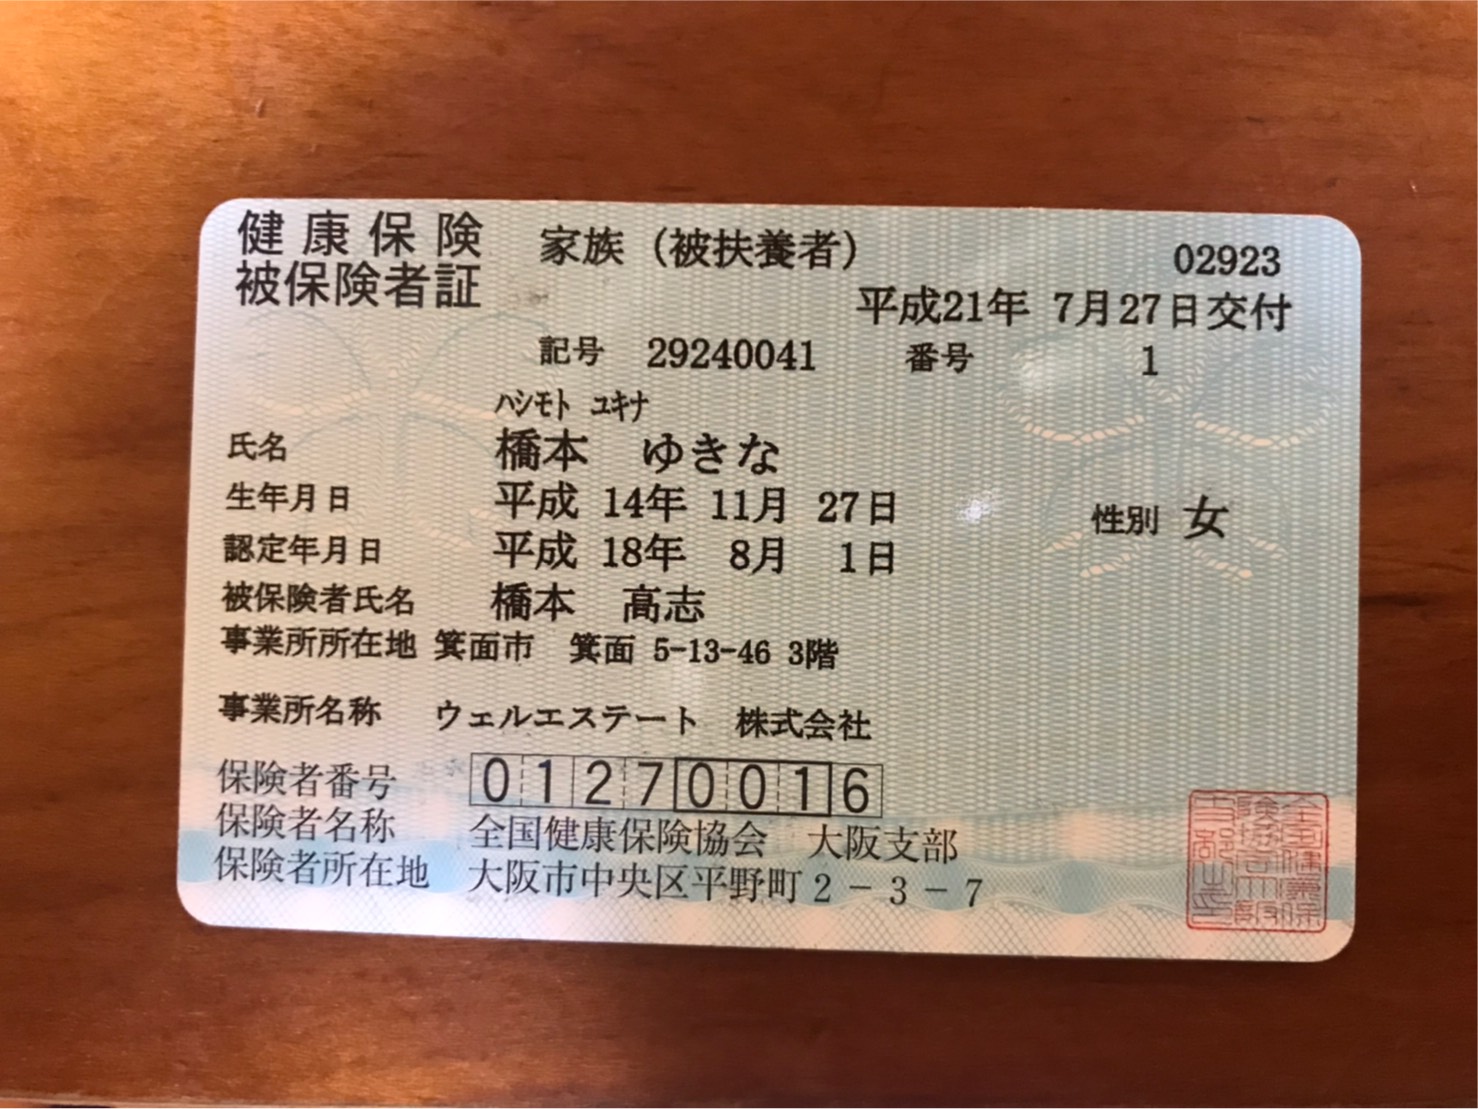 健康保険 家族（被扶養者） 02923
被保険者証
平成21年 7月27日交付
記号 29240041 番号 1
ﾊｼﾓﾄ ﾕｷﾅ
氏名 橋本 ゆきな
生年月日 平成 14年 11月 27日 性別 女
認定年月日 平成 18年 8月 1日
被保険者氏名 橋本 高志
事業所所在地 箕面市 箕面 5-13-46 3階
事業所名称 ウェルエステート 株式会社
保険者番号 01270016
保険者名称 全国健康保険協会 大阪支部
保険者所在地 大阪市中央区平野町2－3－7